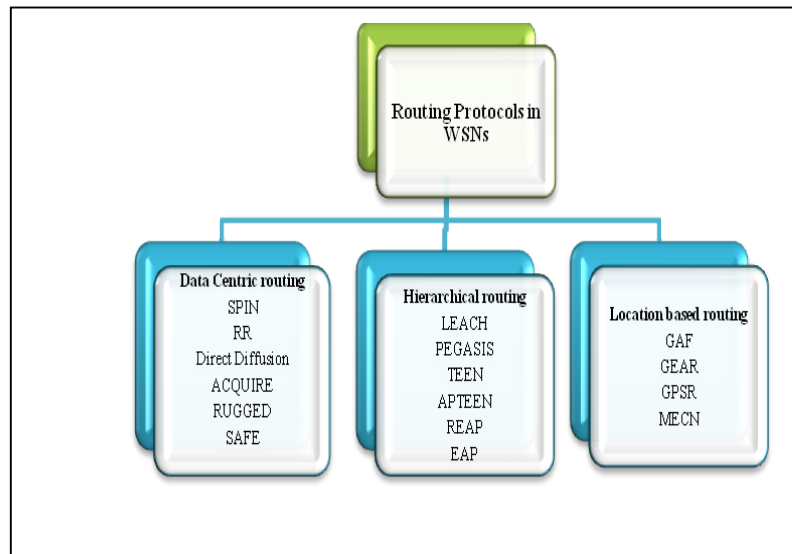 Routing Protocols in
WSNs
Data Centric routing
SPIN
RR
Direct Diffusion
ACQUIRE
RUGGED
SAFE
Hierarchical routing
LEACH
PEGASIS
TEEN
APTEEN
REAP
EAP
Location based routing
GAF
GEAR
GPSR
MECN